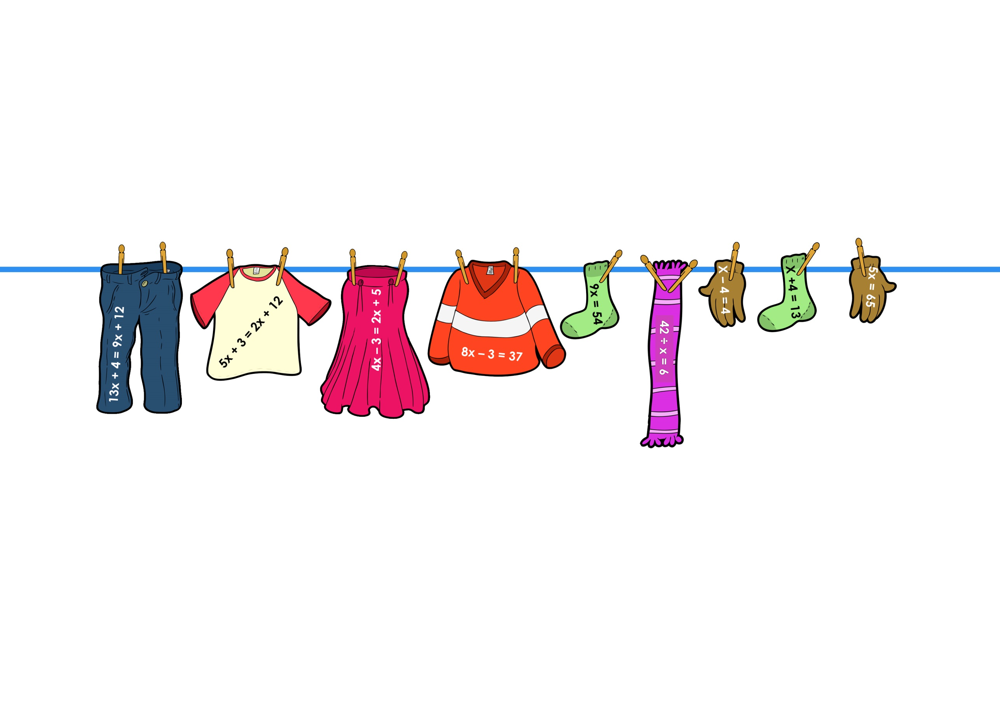 13x + 4 = 9x + 12
5x + 3 = 2x + 12
4x – 3 = 2x + 5
8x – 3 = 37
9x = 54
42 ÷ x = 6
x – 4 = 4
x +4 = 13
5x = 65